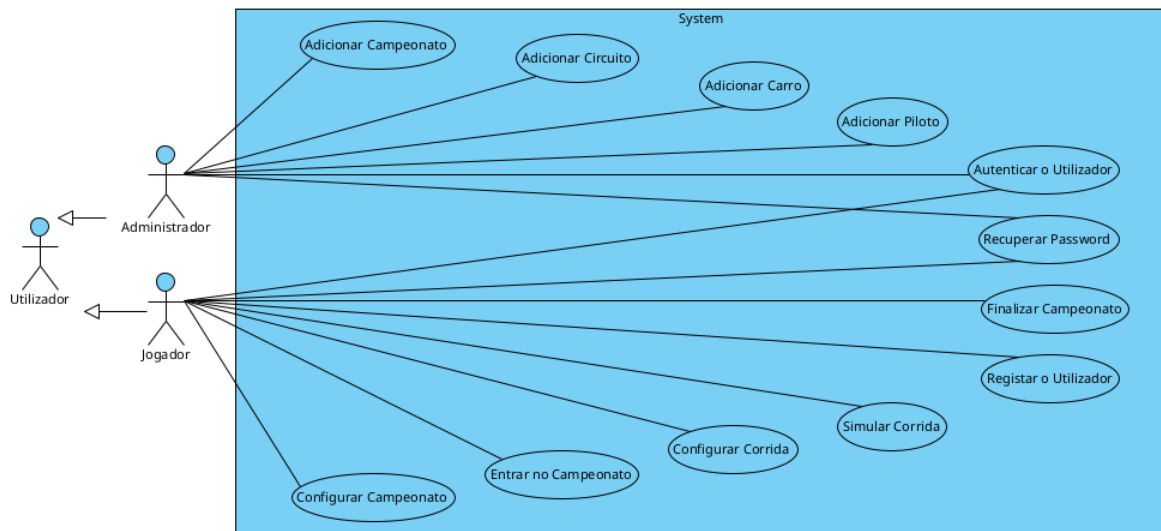 System
Adicionar Campeonato
Adicionar Circuito
Adicionar Carro
Adicionar Piloto
Autenticar o Utilizador
Administrador
Recuperar Password
Utilizador
Finalizar Campeonato
Jogador
Registar o Utilizador
Simular Corrida
Configurar Corrida
Entrar no Campeonato
Configurar Campeonato